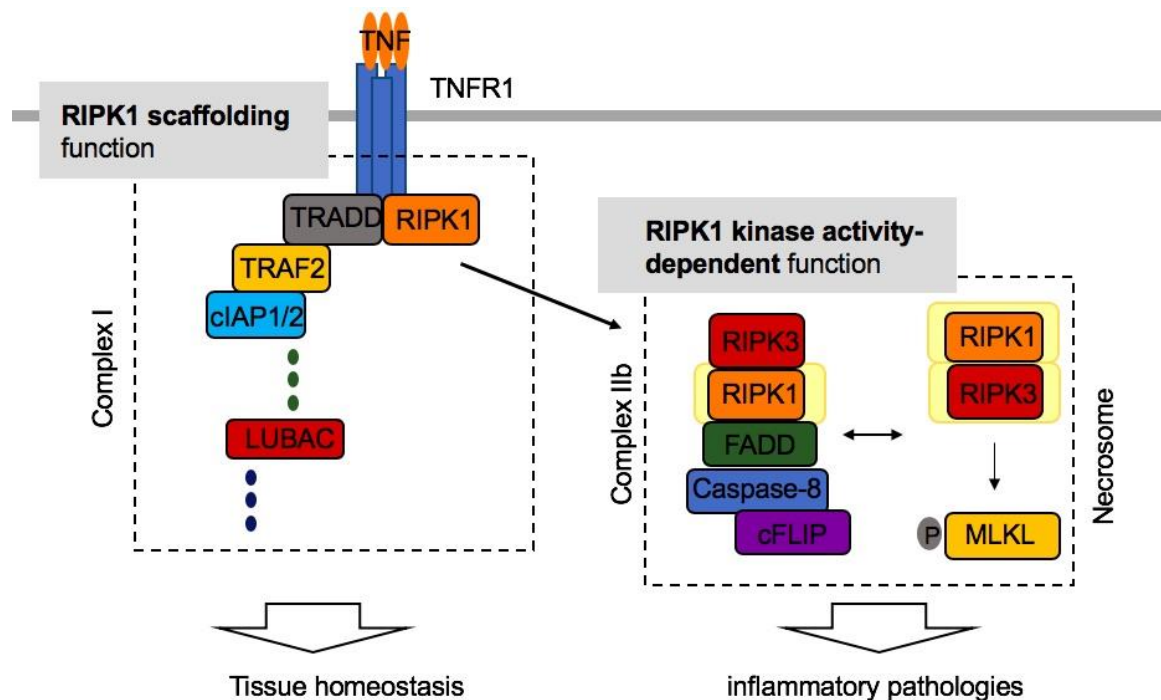 TNF
TNFR1
RIPK1 scaffolding
function
TRADD
RIPK1
TRAF2
cIAP1/2
LUBAC
Complex I
RIPK1 kinase activity-
dependent function
RIPK3
RIPK1
FADD
Caspase-8
cFLIP
Complex IIb
RIPK1
RIPK3
P
MLKL
Necrosome
Tissue homeostasis
inflammatory pathologies